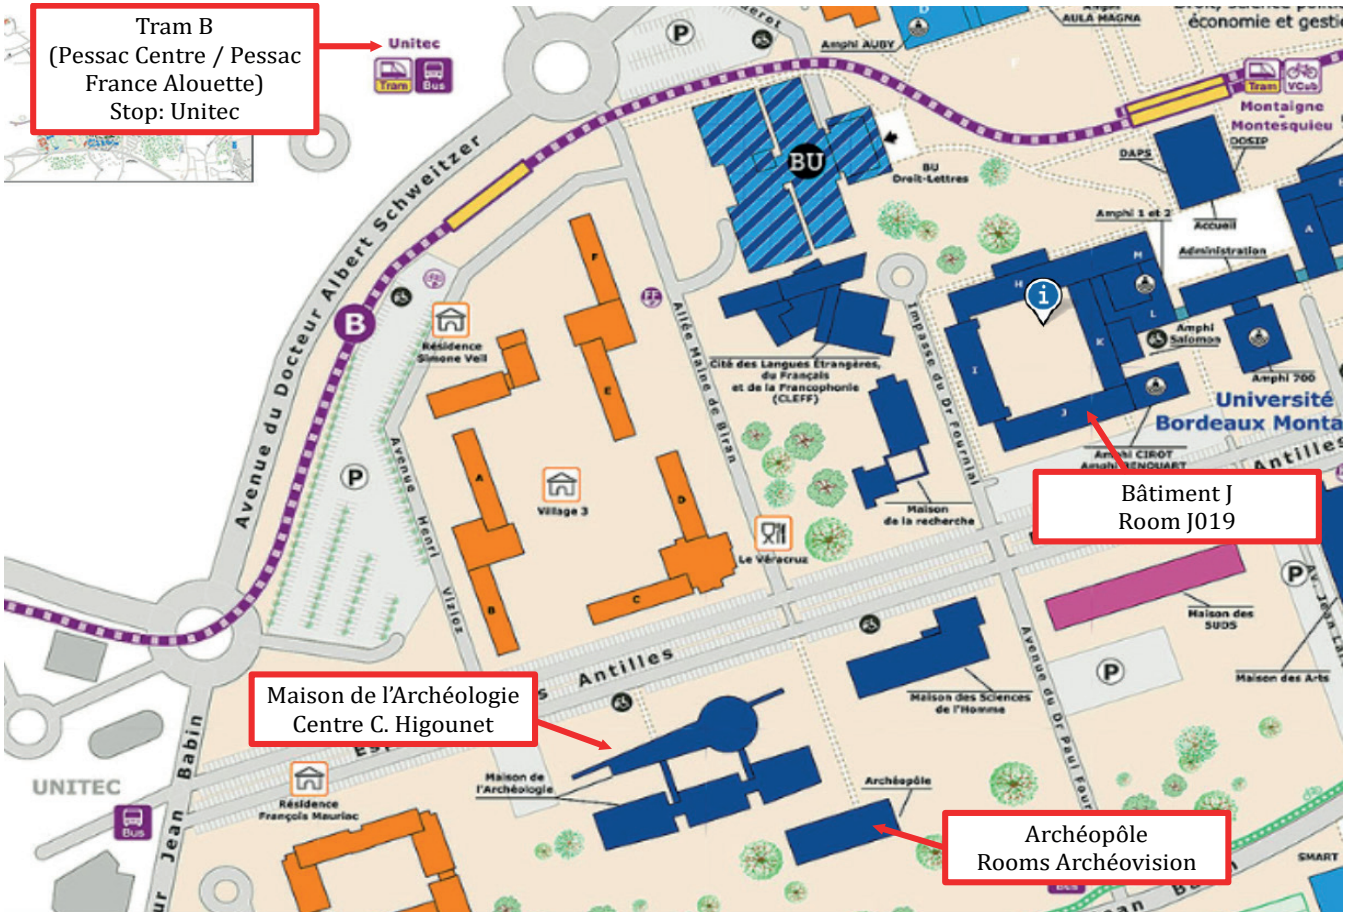 Tram B
(Pessac Centre / Pessac
France Alouette)
Stop: Unitec
Unitec
Tram
Bus
P
Amphi AUBY
D
AULA MAGNA
économie et gesti
Tram
VCub
Montaigne
-
Montesquieu
DAPS
DOSIP
BU
BU
Droit-Lettres
Amphi 1 et 2
Accueil
Administration
A
Avenue du Docteur Albert Schweitzer
B
Résidence
Simone Veil
F
E
Allée Maine de Biran
Cité des Langues Étrangères,
du Français
et de la Francophonie
(CLEFF)
Impasse du Dr Fournial
H
M
L
K
I
J
i
Amphi
Salomon
Amphi 700
Université
Bordeaux Monta
Amphi CIROT
Antilles
Bâtiment J
Room J019
P
Avenue Henri Vizioz
A
B
Village 3
D
C
Le Véracruz
Maison
de la recherche
Maison des
SUDS
P
P
Maison des Arts
Maison des Sciences
de l'Homme
Avenue du Dr Paul Four
s Antilles
Maison de l'Archéologie
Centre C. Higounet
Esp
Maison de
l'Archéologie
Archéopôle
Archéopôle
Rooms Archéovision
UNITEC
Bus
Jean Babin
Résidence
François Mauriac
SMART
Bus